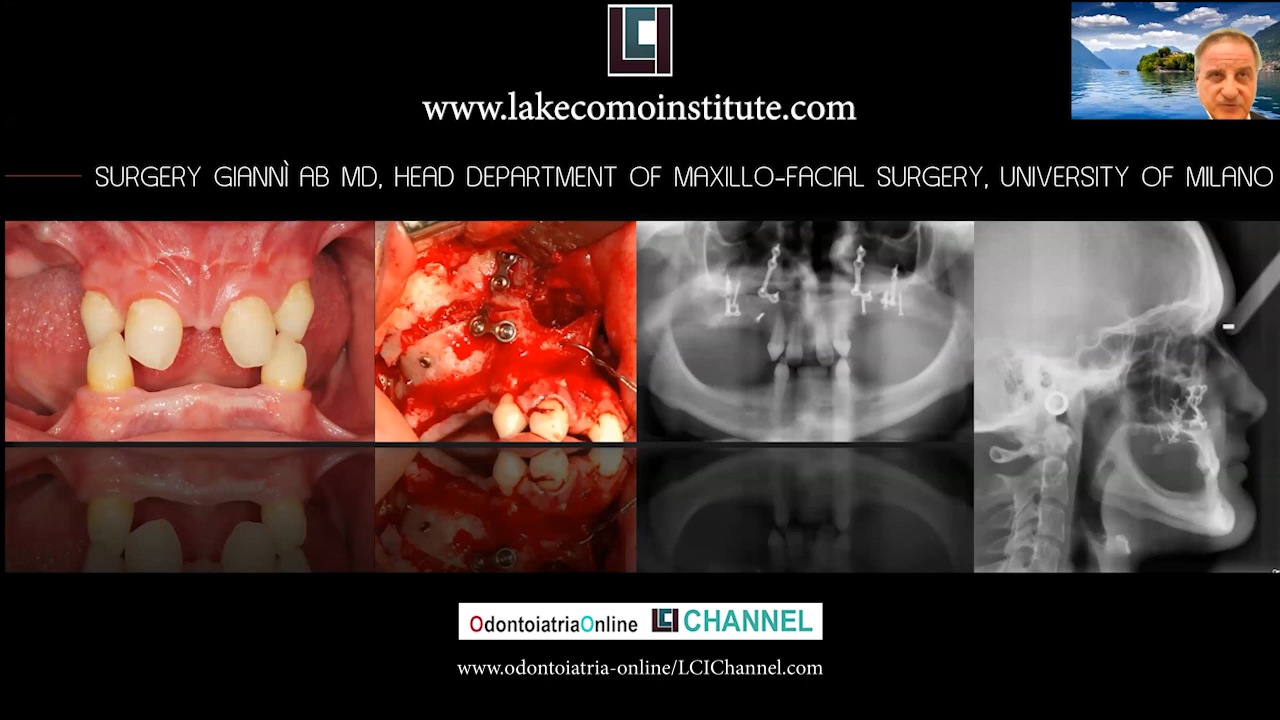 LCI
www.lakecomoinstitute.com
SURGERY GIANNÌ AB MD, HEAD DEPARTMENT OF MAXILLO-FACIAL SURGERY, UNIVERSITY OF MILANO
OdontoiatriaOnline LCI CHANNEL
www.odontoiatria-online/LCIChannel.com